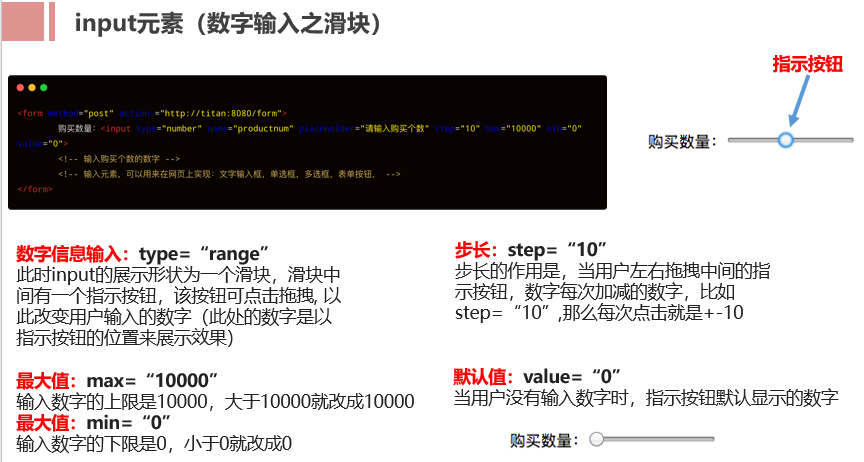 input元素（数字输入之滑块）
指示按钮
<form method="post" action="http://titan:8080/form">
购买数量：<input type="number" name="productnum" placeholder="请输入购买个数" step="10" max="10000" min="0"
value="0">
<!-- 输入购买个数的数字 -->
<!-- 输入元素，可以用来在网页上实现：文字输入框，单选框，多选框，表单按钮， -->
</form>
购买数量：
数字信息输入：type=“range”
此时input的展示形状为一个滑块，滑块中
间有一个指示按钮，该按钮可点击拖拽, 以
此改变用户输入的数字（此处的数字是以
指示按钮的位置来展示效果）
步长：step=“10”
步长的作用是，当用户左右拖拽中间的指
示按钮，数字每次加减的数字，比如
step=“10”,那么每次点击就是+-10
最大值：max=“10000”
输入数字的上限是10000，大于10000就改成10000
最大值：min=“0”
输入数字的下限是0，小于0就改成0
默认值：value=“0”
当用户没有输入数字时，指示按钮默认显示的数字
购买数量：